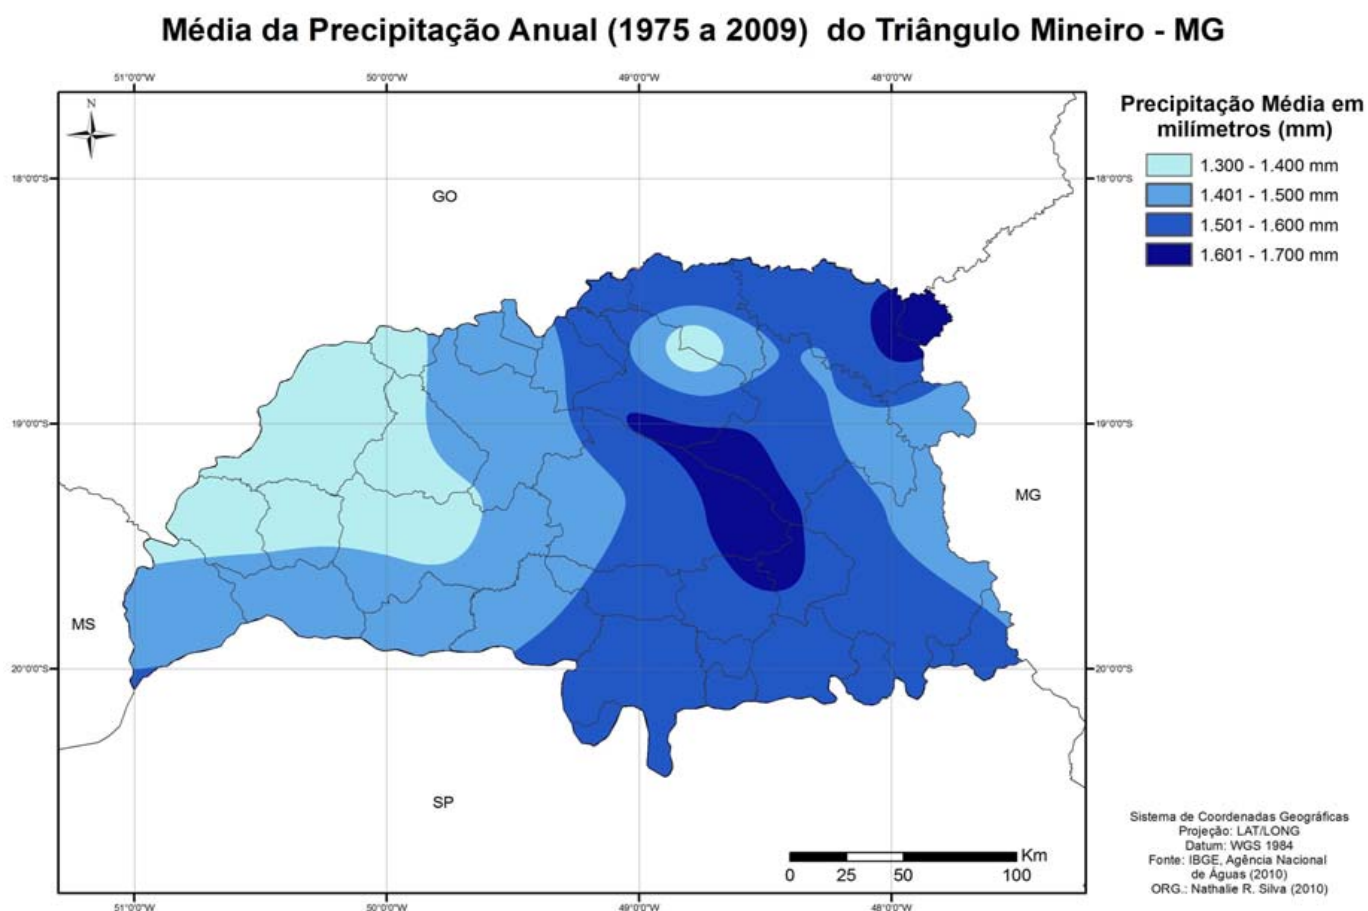 Média da Precipitação Anual (1975 a 2009) do Triângulo Mineiro - MG
51°0'0"W 50°0'0"W 49°0'0"W 48°0'0"W
N
Precipitação Média em
milímetros (mm)
1.300 - 1.400 mm
1.401 - 1.500 mm
1.501 - 1.600 mm
1.601 - 1.700 mm
18°0'0"S 18°0'0"S
GO
19°0'0"S 19°0'0"S
MG
MS
20°0'0"S 20°0'0"S
SP
Km
0 25 50 100
51°0'0"W 50°0'0"W 49°0'0"W 48°0'0"W
Sistema de Coordenadas Geográficas
Projeção: LAT/LONG
Datum: WGS 1984
Fonte: IBGE, Agência Nacional
de Águas (2010)
ORG.: Nathalie R. Silva (2010)